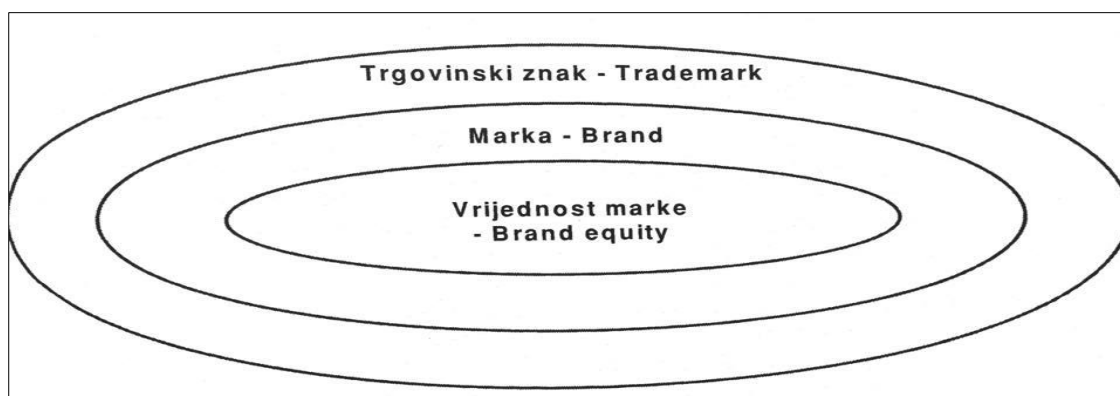 Trgovinski znak - Trademark
Marka - Brand
Vrijednost marke
- Brand equity